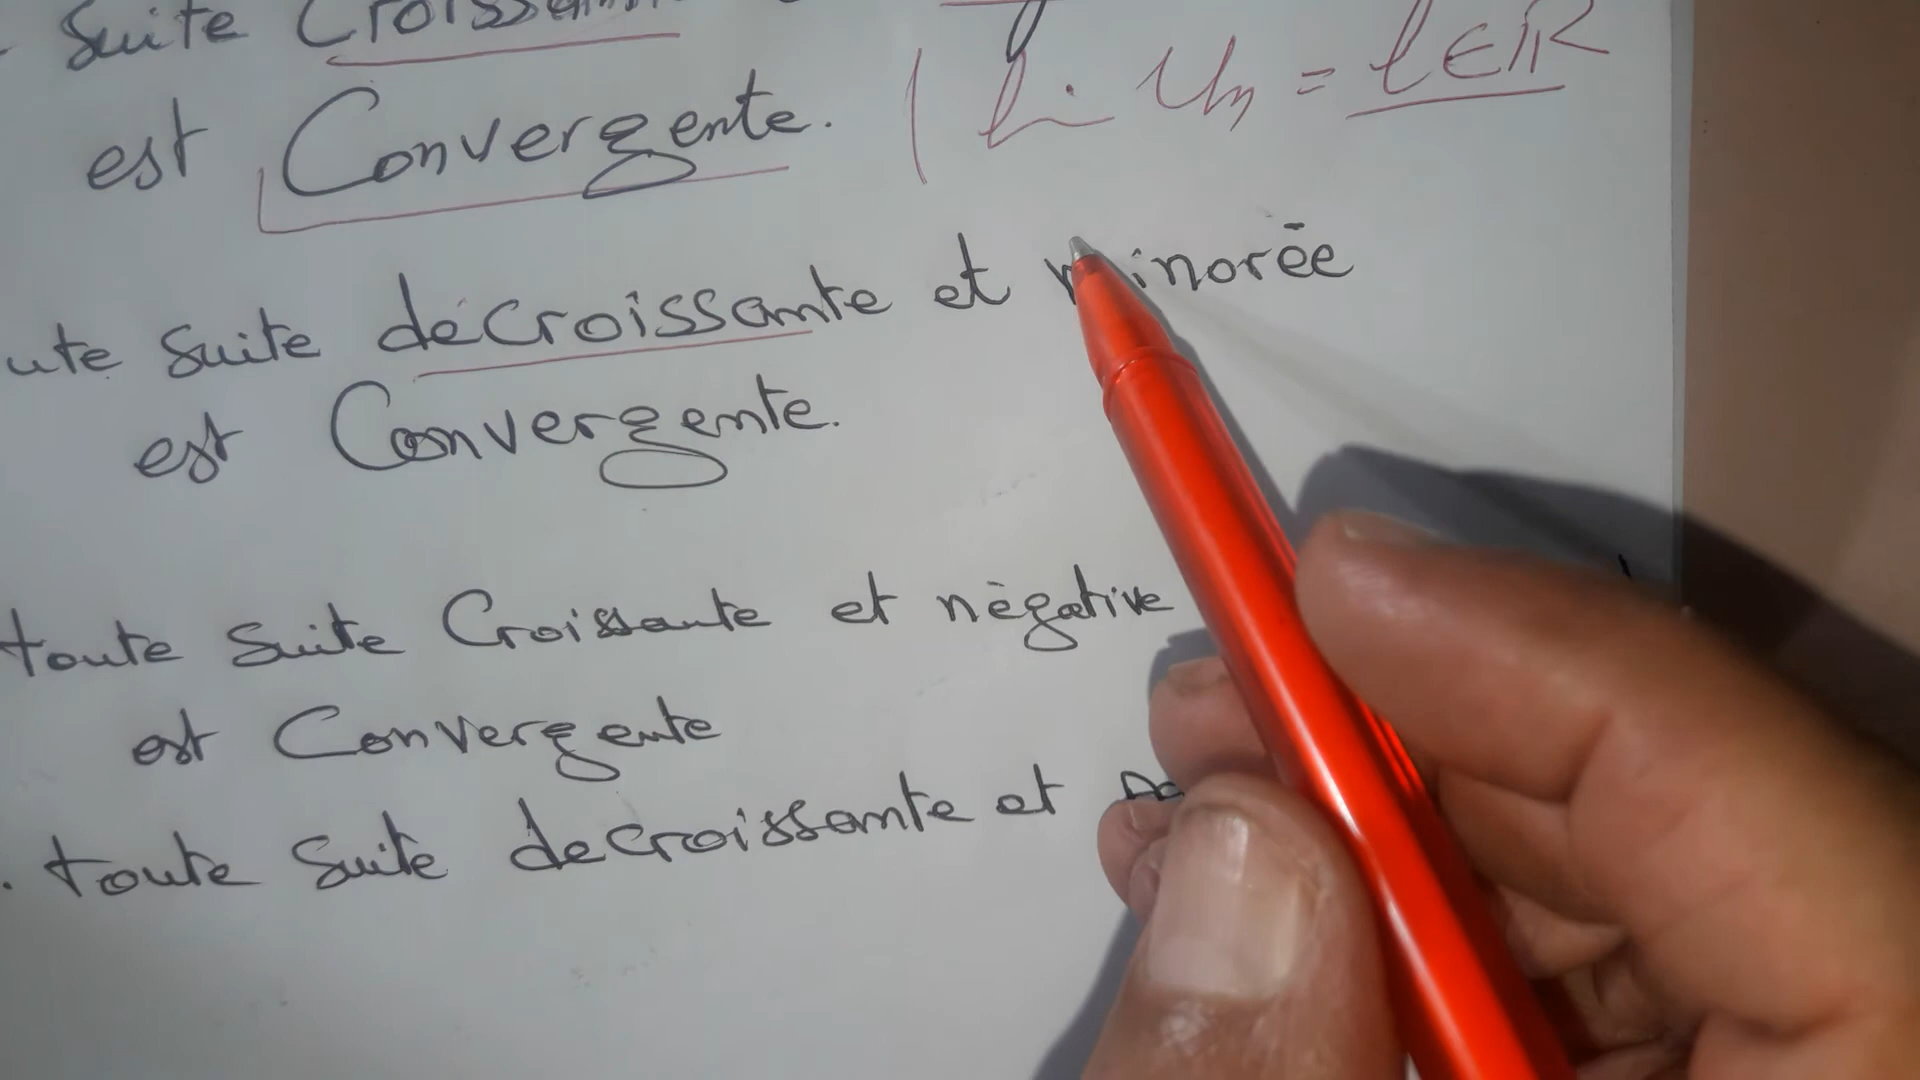 suite Croissante
est Convergente. | lim Un = l ∈ ℝ
ute suite décroissante et minorée
est Convergente.
toute suite Croissante et négative
est Convergente
. toute suite decroissante et